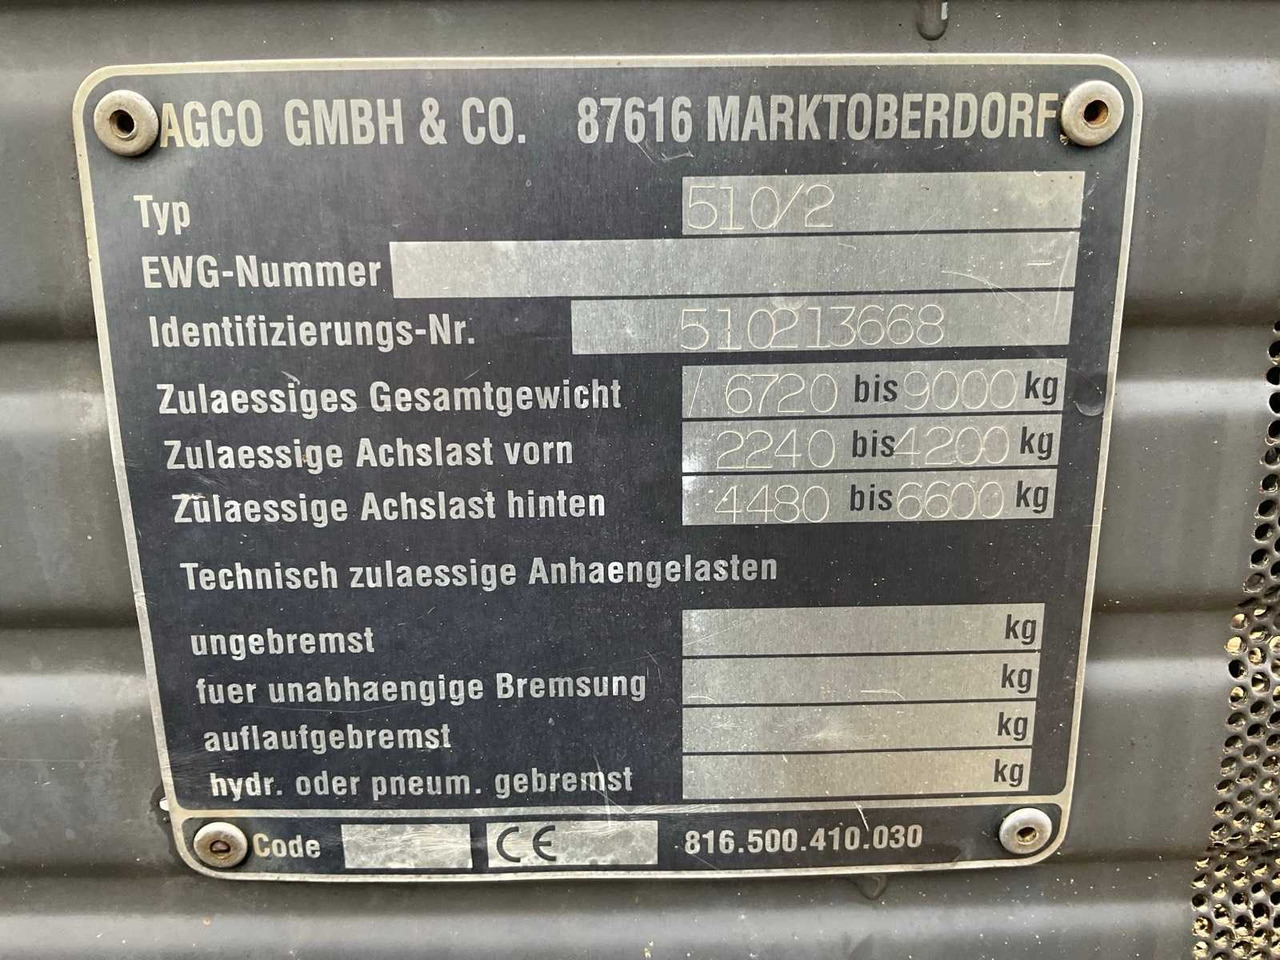 AGCO GMBH & CO. 87616 MARKTOBERDORF
Typ 510/2
EWG-Nummer -
Identifizierungs-Nr. 510213668
Zulaessiges Gesamtgewicht / 6720 bis 9000 kg
Zulaessige Achslast vorn 2240 bis 4200 kg
Zulaessige Achslast hinten 4480 bis 6600 kg
Technisch zulaessige Anhaengelasten
ungebremst kg
fuer unabhaengige Bremsung kg
auflaufgebremst kg
hydr. oder pneum. gebremst kg
Code CE 816.500.410.030